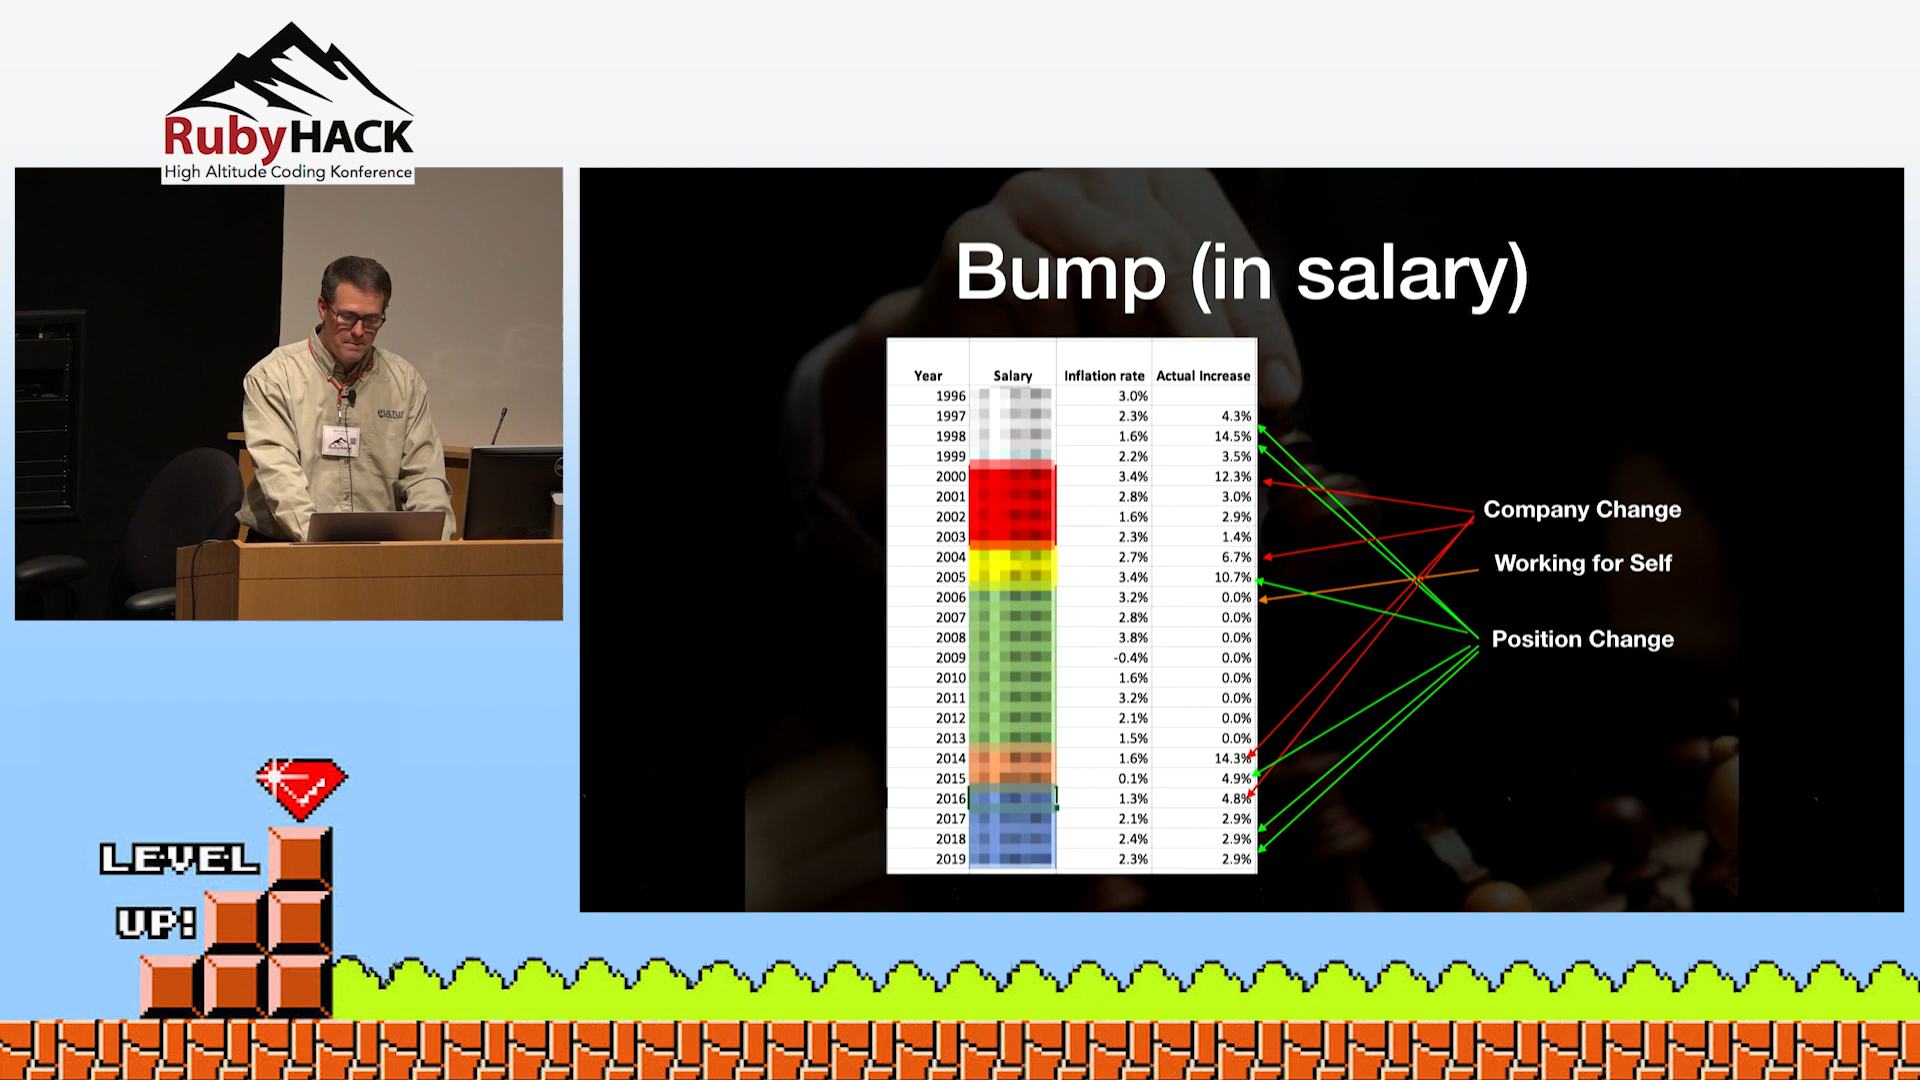 RubyHACK
High Altitude Coding Konference
Bump (in salary)
Year Salary Inflation rate Actual Increase
1996 3.0%
1997 2.3% 4.3%
1998 1.6% 14.5%
1999 2.2% 3.5%
2000 3.4% 12.3%
2001 2.8% 3.0%
2002 1.6% 2.9%
2003 2.3% 1.4%
2004 2.7% 6.7%
2005 3.4% 10.7%
2006 3.2% 0.0%
2007 2.8% 0.0%
2008 3.8% 0.0%
2009 -0.4% 0.0%
2010 1.6% 0.0%
2011 3.2% 0.0%
2012 2.1% 0.0%
2013 1.5% 0.0%
2014 1.6% 14.3%
2015 0.1% 4.9%
2016 1.3% 4.8%
2017 2.1% 2.9%
2018 2.4% 2.9%
2019 2.3% 2.9%
Company Change
Working for Self
Position Change
LEVEL
UP!